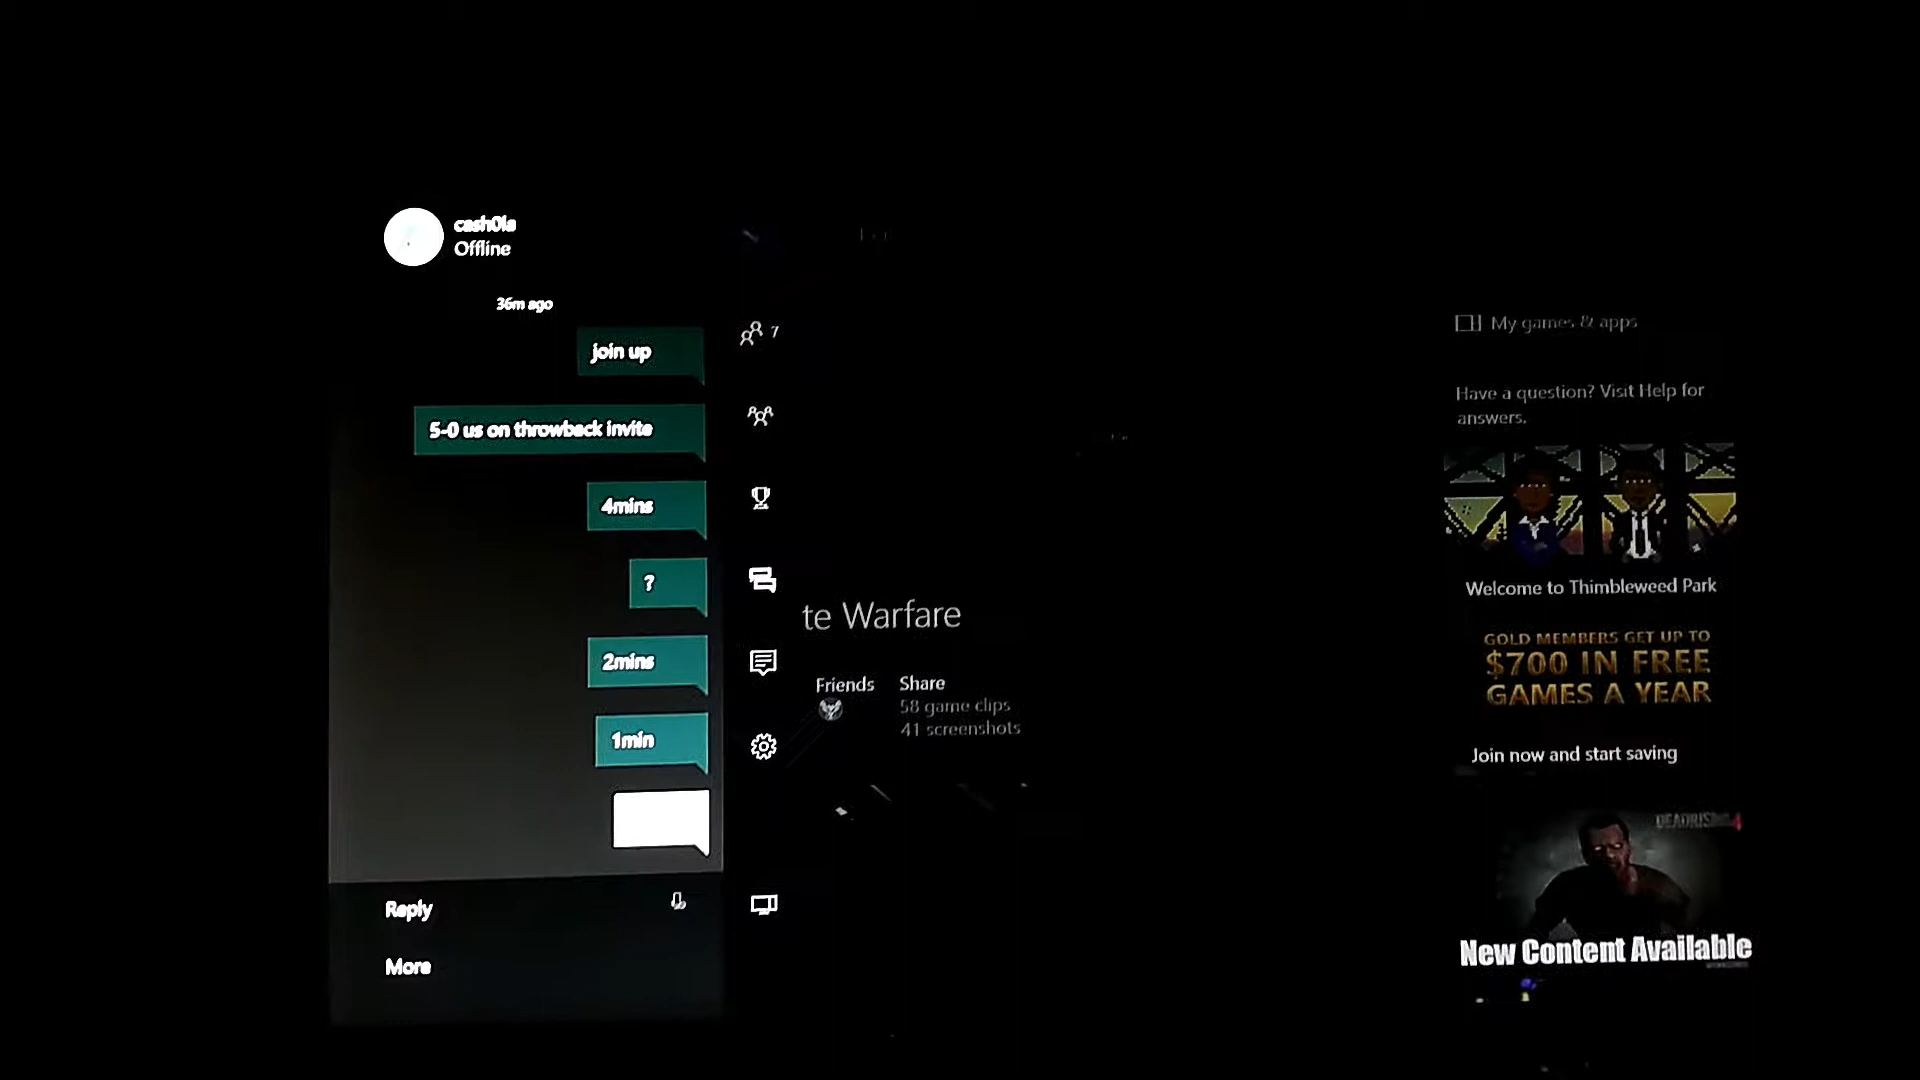 cash0la
Offline
36m ago
join up
5-0 us on throwback invite
4mins
?
2mins
1min
Reply
More
7
te Warfare
Friends
Share
58 game clips
41 screenshots
My games & apps
Have a question? Visit Help for
answers.
Welcome to Thimbleweed Park
GOLD MEMBERS GET UP TO
$700 IN FREE
GAMES A YEAR
Join now and start saving
DEADRISING 4
New Content Available